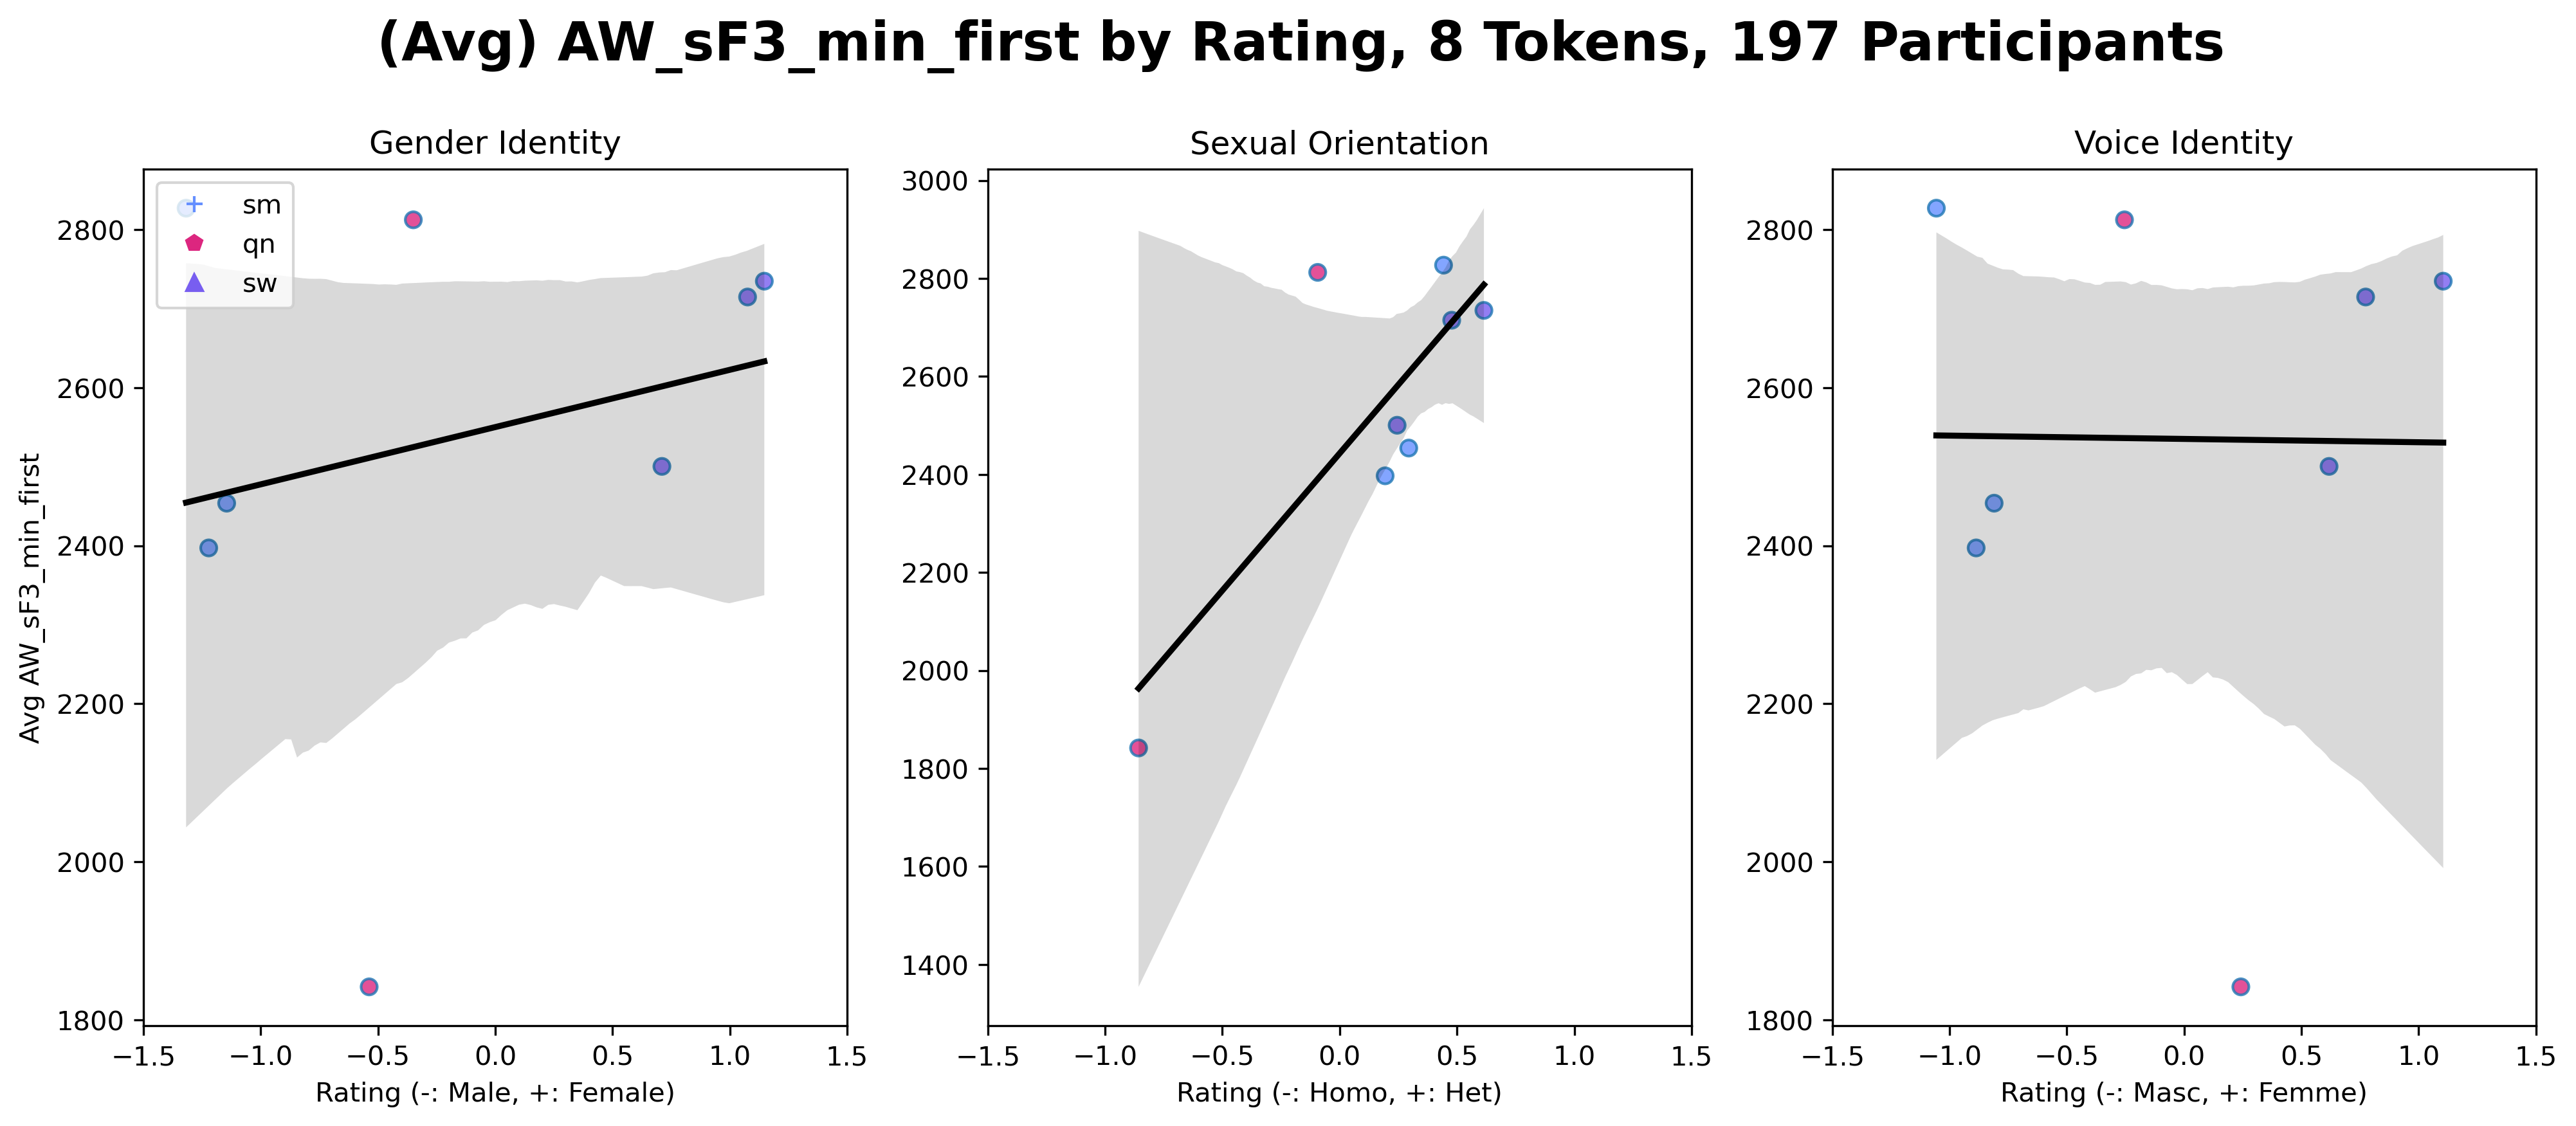 (Avg) AW_sF3_min_first by Rating, 8 Tokens, 197 Participants
Gender Identity
sm
qn
sw
Avg AW_sF3_min_first
2800
2600
2400
2200
2000
1800
−1.5 −1.0 −0.5 0.0 0.5 1.0 1.5
Rating (-: Male, +: Female)
Sexual Orientation
3000
2800
2600
2400
2200
2000
1800
1600
1400
−1.5 −1.0 −0.5 0.0 0.5 1.0 1.5
Rating (-: Homo, +: Het)
Voice Identity
2800
2600
2400
2200
2000
1800
−1.5 −1.0 −0.5 0.0 0.5 1.0 1.5
Rating (-: Masc, +: Femme)